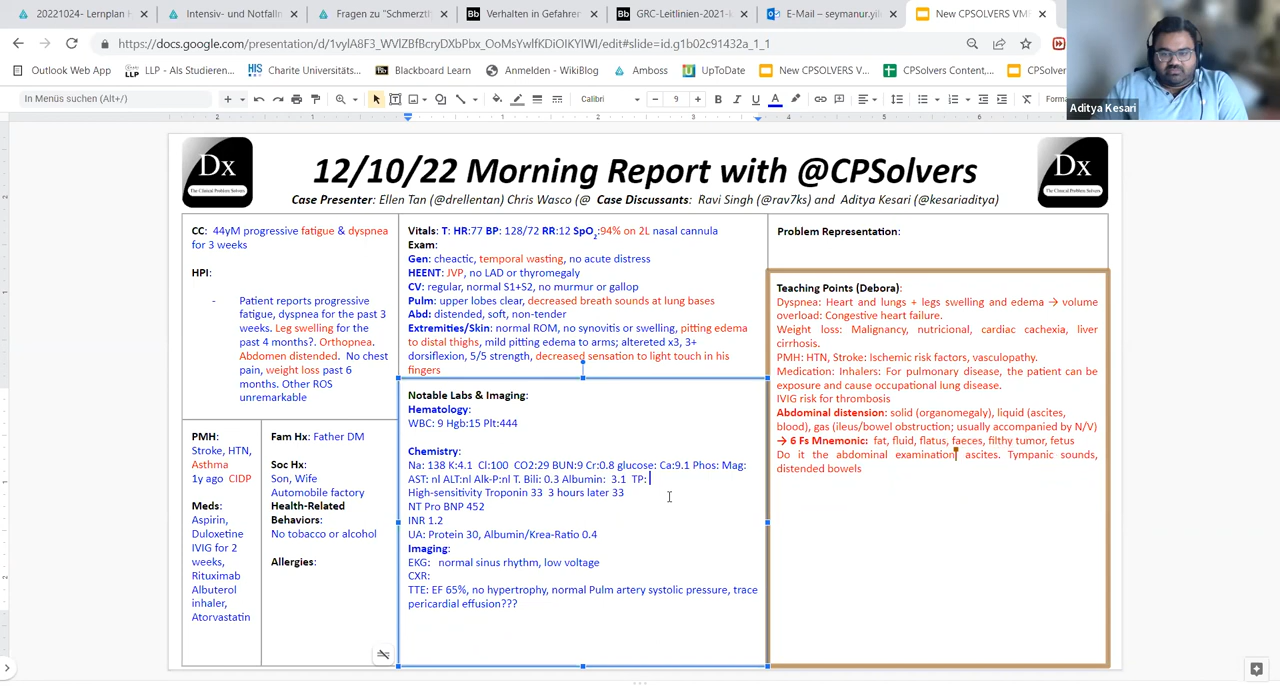 20221024- Lernplan H
Intensiv- und Notfalln
Fragen zu "Schmerztl
Verhalten in Gefahren
GRC-Leitlinien-2021-k
E-Mail – seymanur.yil
New CPSOLVERS VMR
https://docs.google.com/presentation/d/1vylA8F3_WVlZBfBcryDXbPbx_OoMsYwlfKDiOIKYIWI/edit#slide=id.g1b02c91432a_1_1
Outlook Web App
LLP - Als Studieren...
Charite Universitäts...
Blackboard Learn
Anmelden - WikiBlog
Amboss
UpToDate
New CPSOLVERS V...
CPSolvers Content,...
CPSolver
Aditya Kesari
In Menüs suchen (Alt+/)
Calibri
9
Forma
Dx
The Clinical Problem Solvers
12/10/22 Morning Report with @CPSolvers
Case Presenter: Ellen Tan (@drellentan) Chris Wasco (@ Case Discussants: Ravi Singh (@rav7ks) and Aditya Kesari (@kesariaditya)
Dx
The Clinical Problem Solvers
CC: 44yM progressive fatigue & dyspnea
for 3 weeks
HPI:
- Patient reports progressive
fatigue, dyspnea for the past 3
weeks. Leg swelling for the
past 4 months?. Orthopnea.
Abdomen distended. No chest
pain, weight loss past 6
months. Other ROS
unremarkable
PMH:
Stroke, HTN,
Asthma
1y ago CIDP
Meds:
Aspirin,
Duloxetine
IVIG for 2
weeks,
Rituximab
Albuterol
inhaler,
Atorvastatin
Fam Hx: Father DM
Soc Hx:
Son, Wife
Automobile factory
Health-Related
Behaviors:
No tobacco or alcohol
Allergies:
Vitals: T: HR:77 BP: 128/72 RR:12 SpO2:94% on 2L nasal cannula
Exam:
Gen: cheactic, temporal wasting, no acute distress
HEENT: JVP, no LAD or thyromegaly
CV: regular, normal S1+S2, no murmur or gallop
Pulm: upper lobes clear, decreased breath sounds at lung bases
Abd: distended, soft, non-tender
Extremities/Skin: normal ROM, no synovitis or swelling, pitting edema
to distal thighs, mild pitting edema to arms; altereted x3, 3+
dorsiflexion, 5/5 strength, decreased sensation to light touch in his
fingers
Notable Labs & Imaging:
Hematology:
WBC: 9 Hgb:15 Plt:444
Chemistry:
Na: 138 K:4.1 Cl:100 CO2:29 BUN:9 Cr:0.8 glucose: Ca:9.1 Phos: Mag:
AST: nl ALT:nl Alk-P:nl T. Bili: 0.3 Albumin: 3.1 TP:
High-sensitivity Troponin 33 3 hours later 33
NT Pro BNP 452
INR 1.2
UA: Protein 30, Albumin/Krea-Ratio 0.4
Imaging:
EKG: normal sinus rhythm, low voltage
CXR:
TTE: EF 65%, no hypertrophy, normal Pulm artery systolic pressure, trace
pericardial effusion???
Problem Representation:
Teaching Points (Debora):
Dyspnea: Heart and lungs + legs swelling and edema → volume
overload: Congestive heart failure.
Weight loss: Malignancy, nutricional, cardiac cachexia, liver
cirrhosis.
PMH: HTN, Stroke: Ischemic risk factors, vasculopathy.
Medication: Inhalers: For pulmonary disease, the patient can be
exposure and cause occupational lung disease.
IVIG risk for thrombosis
Abdominal distension: solid (organomegaly), liquid (ascites,
blood), gas (ileus/bowel obstruction; usually accompanied by N/V)
→ 6 Fs Mnemonic: fat, fluid, flatus, faeces, filthy tumor, fetus
Do it the abdominal examination ascites. Tympanic sounds,
distended bowels